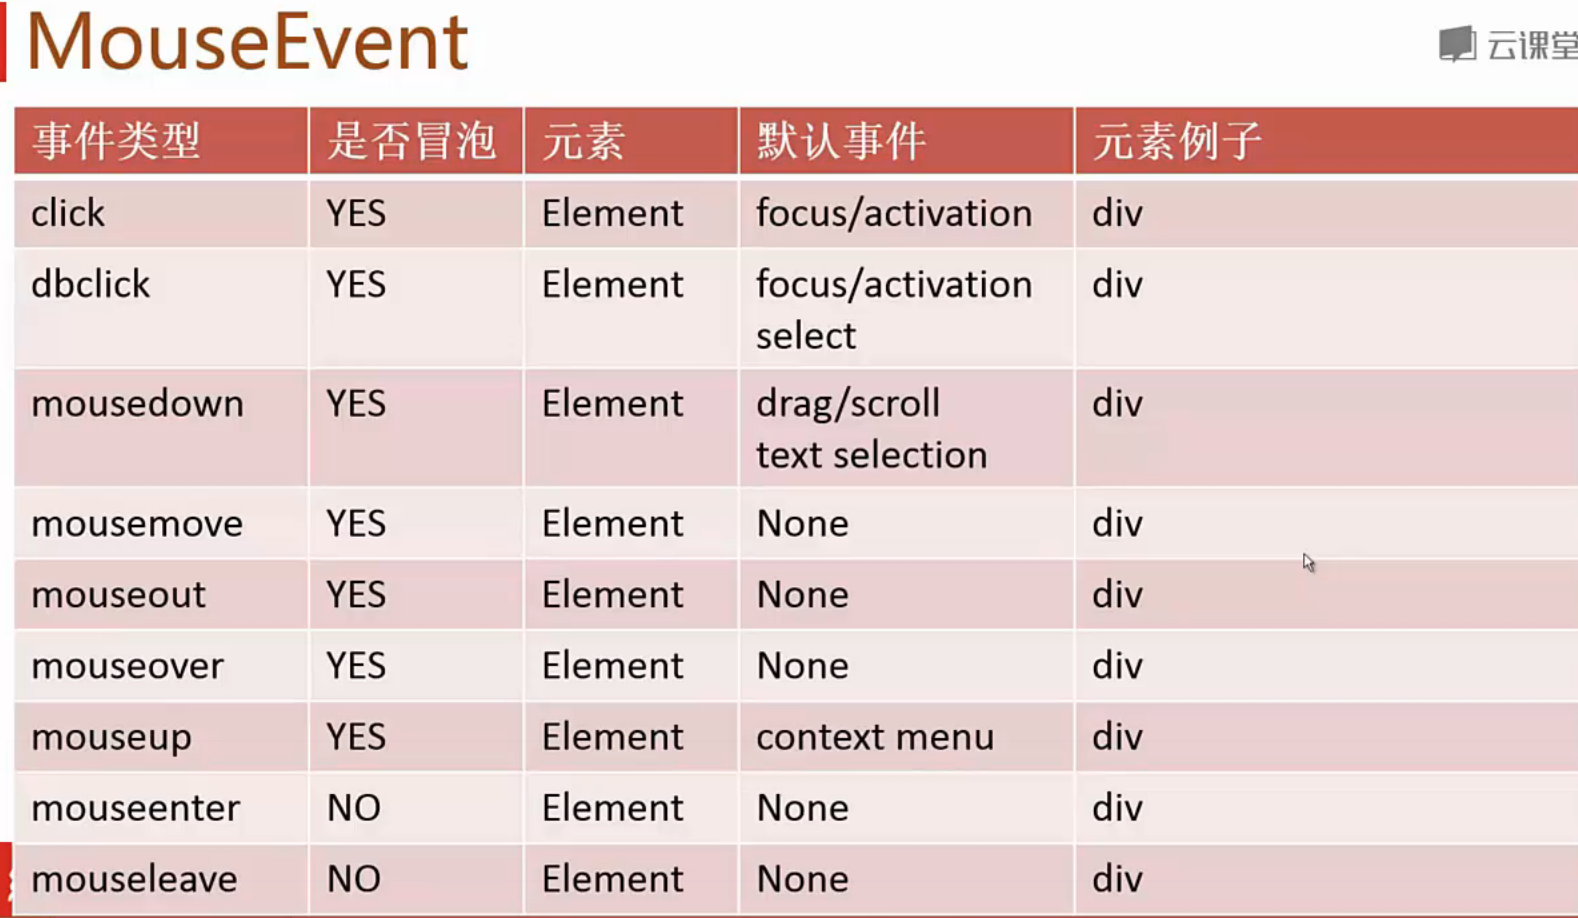 MouseEvent
云课堂
事件类型 是否冒泡 元素 默认事件 元素例子
click YES Element focus/activation div
dbclick YES Element focus/activation div
select
mousedown YES Element drag/scroll div
text selection
mousemove YES Element None div
mouseout YES Element None div
mouseover YES Element None div
mouseup YES Element context menu div
mouseenter NO Element None div
mouseleave NO Element None div